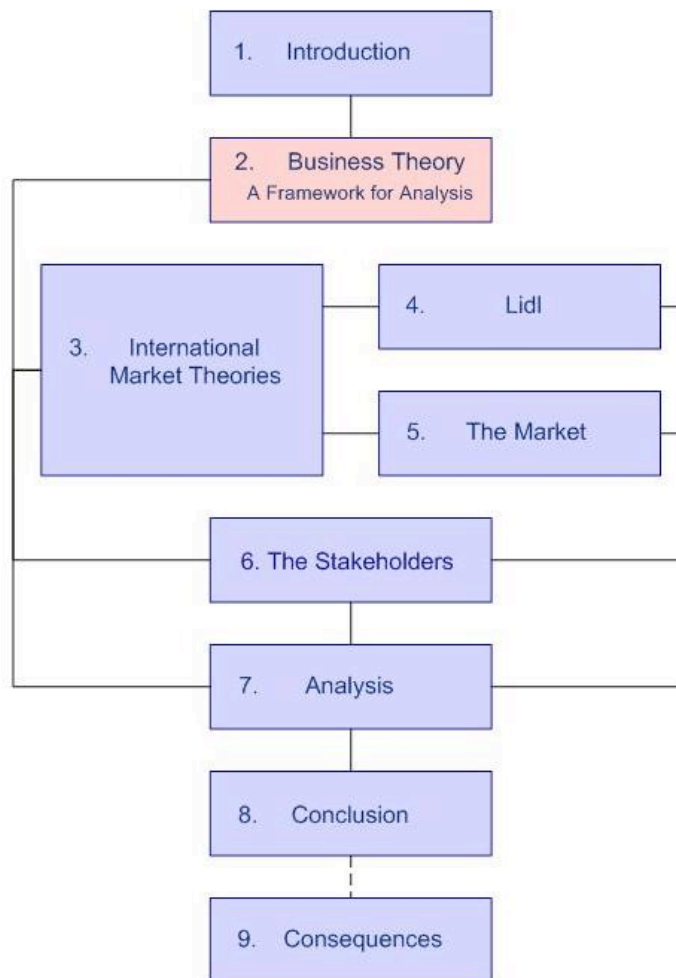 1. Introduction
2. Business Theory
A Framework for Analysis
3. International
Market Theories
4. Lidl
5. The Market
6. The Stakeholders
7. Analysis
8. Conclusion
9. Consequences